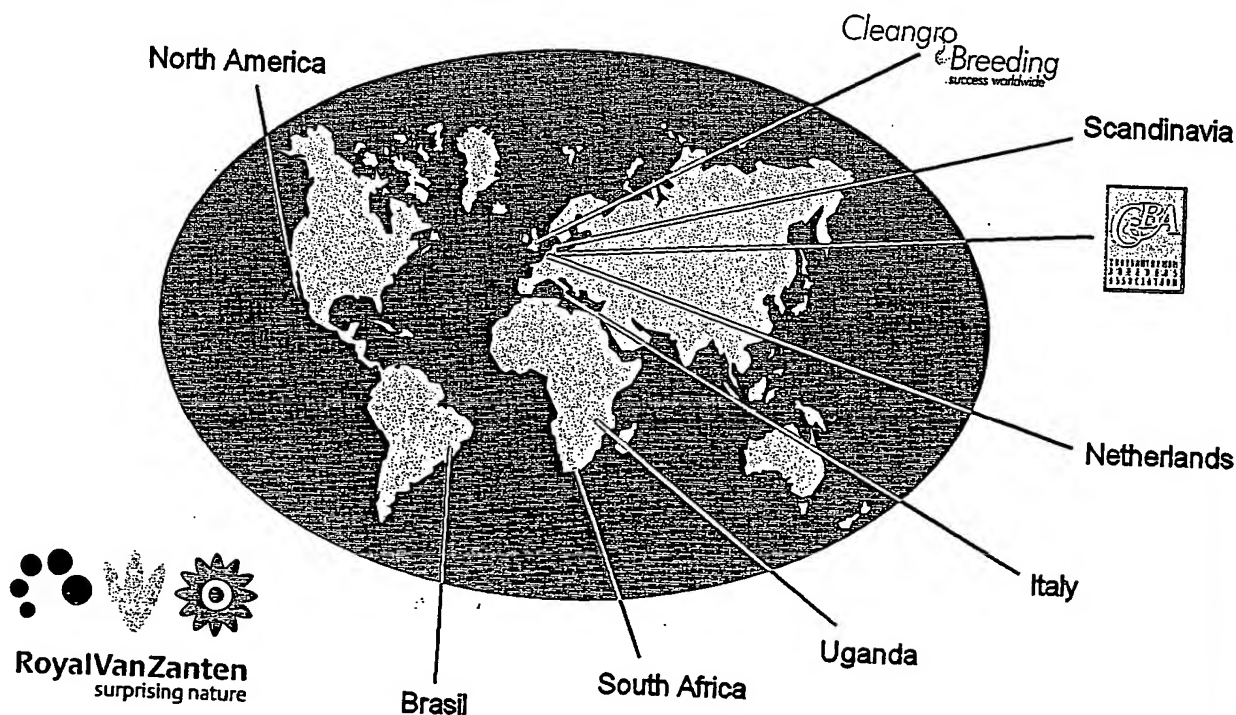 Cleangro
Breeding
success worldwide
North America
Scandinavia
CBA
Netherlands
Italy
Uganda
South Africa
Brasil
RoyalVanZanten
surprising nature